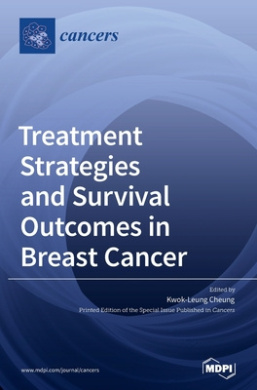 cancers
Treatment
Strategies
and Survival
Outcomes in
Breast Cancer
Edited by
Kwok-Leung Cheung
Printed Edition of the Special Issue Published in Cancers
www.mdpi.com/journal/cancers
MDPI